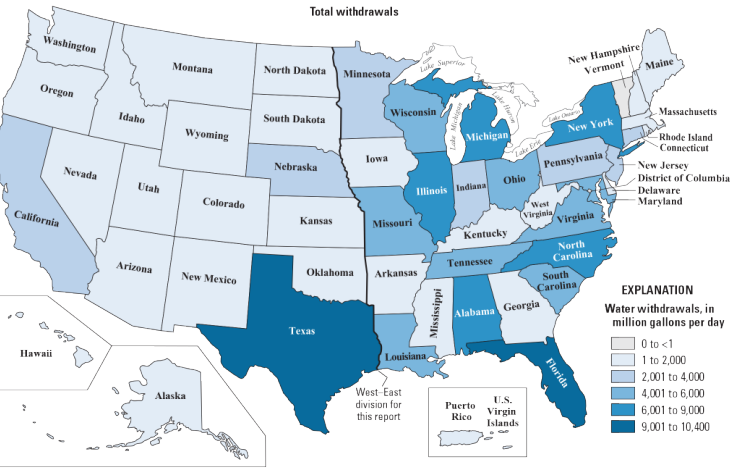 Total withdrawals
Washington
Oregon
Idaho
Montana
North Dakota
South Dakota
Wyoming
Nebraska
Nevada
Utah
Colorado
Kansas
California
Arizona
New Mexico
Oklahoma
Texas
Minnesota
Iowa
Missouri
Arkansas
Louisiana
Wisconsin
Illinois
Michigan
Indiana
Ohio
Kentucky
Tennessee
Mississippi
Alabama
Georgia
Florida
South
Carolina
North
Carolina
Virginia
West
Virginia
Pennsylvania
New York
New Hampshire
Vermont
Maine
Massachusetts
Rhode Island
Connecticut
New Jersey
District of Columbia
Delaware
Maryland
Lake Superior
Lake Michigan
Lake Huron
Lake Erie
Lake Ontario
Hawaii
Alaska
West–East
division for
this report
Puerto
Rico
U.S.
Virgin
Islands
EXPLANATION
Water withdrawals, in
million gallons per day
0 to <1
1 to 2,000
2,001 to 4,000
4,001 to 6,000
6,001 to 9,000
9,001 to 10,400